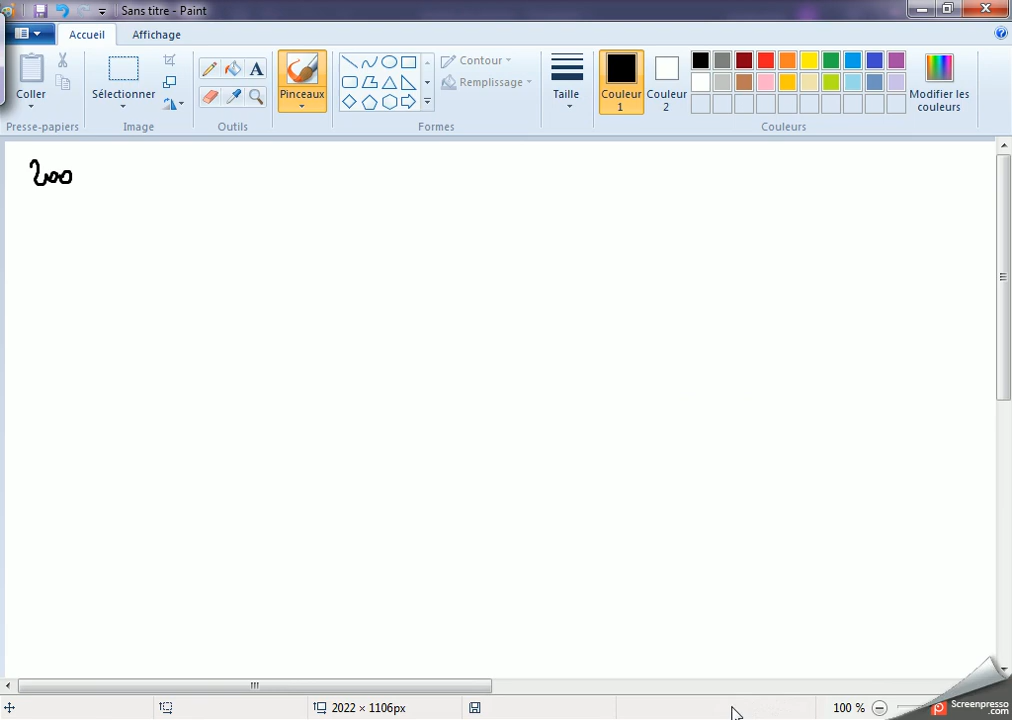 Sans titre - Paint
Accueil
Affichage
Coller
Sélectionner
Pinceaux
Contour
Remplissage
Taille
Couleur 1
Couleur 2
Modifier les couleurs
Presse-papiers
Image
Outils
Formes
Couleurs
200
2022 × 1106px
100 %
Screenpresso
.com